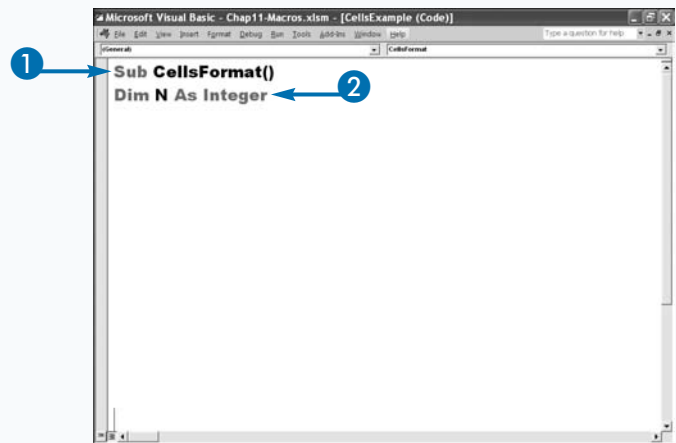 Microsoft Visual Basic - Chap11-Macros.xlsm - [CellsExample (Code)]
File Edit View Insert Format Debug Run Tools Add-Ins Window Help Type a question for help
(General) CellsFormat
1 Sub CellsFormat()
Dim N As Integer 2